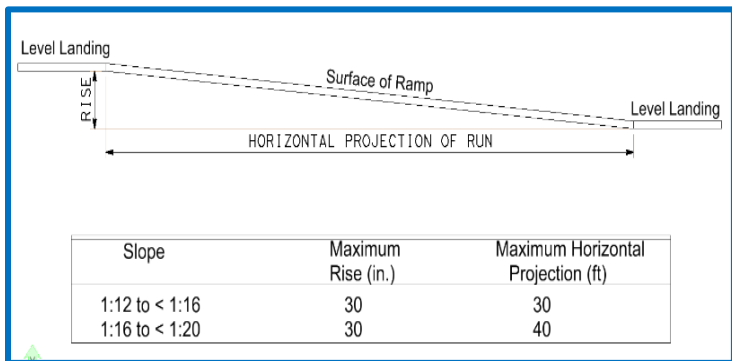 Level Landing
Surface of Ramp
RISE
Level Landing
HORIZONTAL PROJECTION OF RUN
Slope Maximum Rise (in.) Maximum Horizontal Projection (ft)
1:12 to < 1:16 30 30
1:16 to < 1:20 30 40